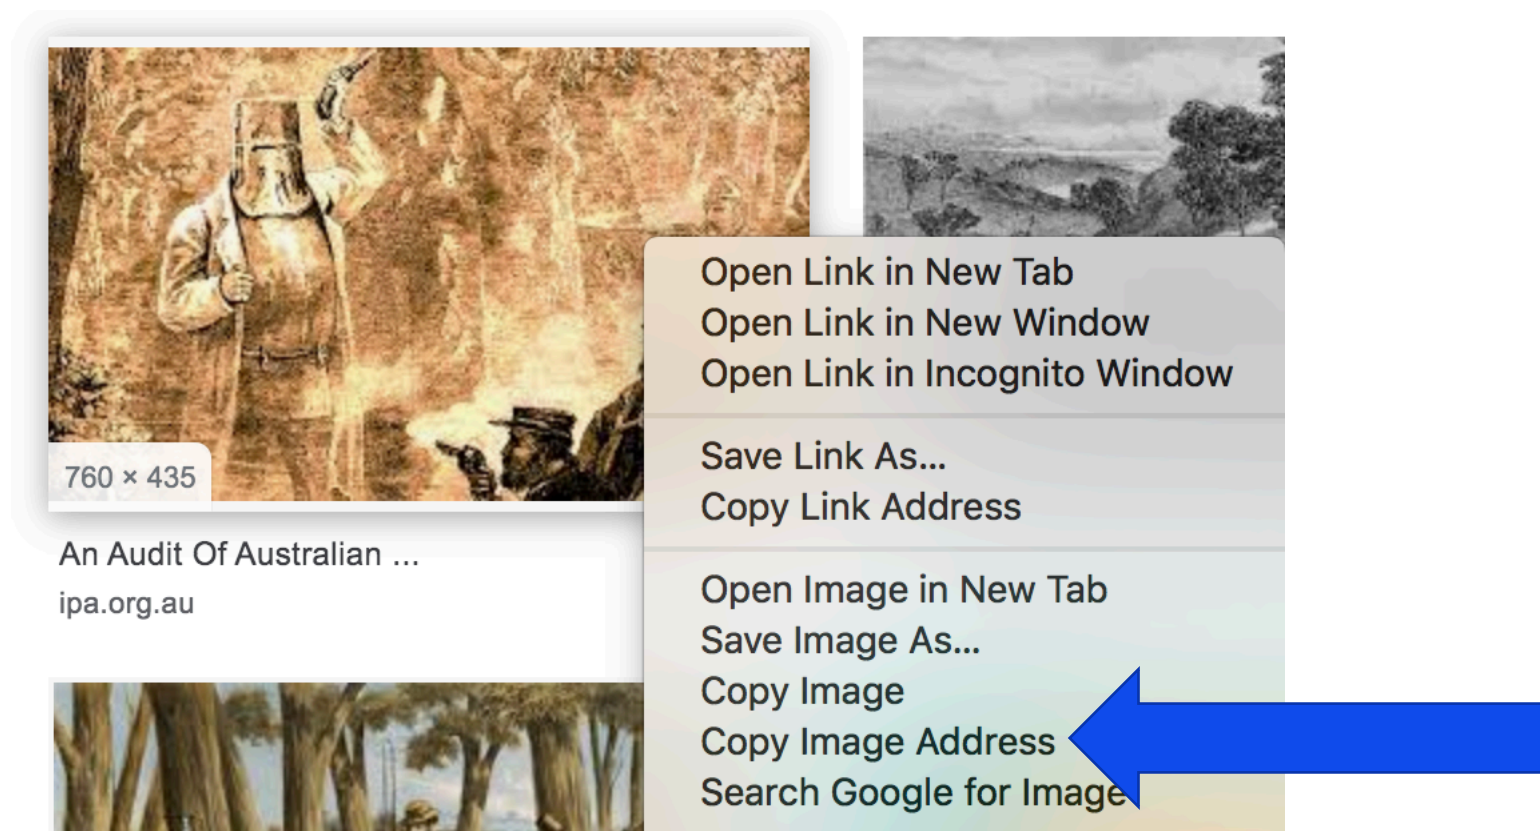 760 × 435
An Audit Of Australian ...
ipa.org.au
Open Link in New Tab
Open Link in New Window
Open Link in Incognito Window
Save Link As...
Copy Link Address
Open Image in New Tab
Save Image As...
Copy Image
Copy Image Address
Search Google for Image